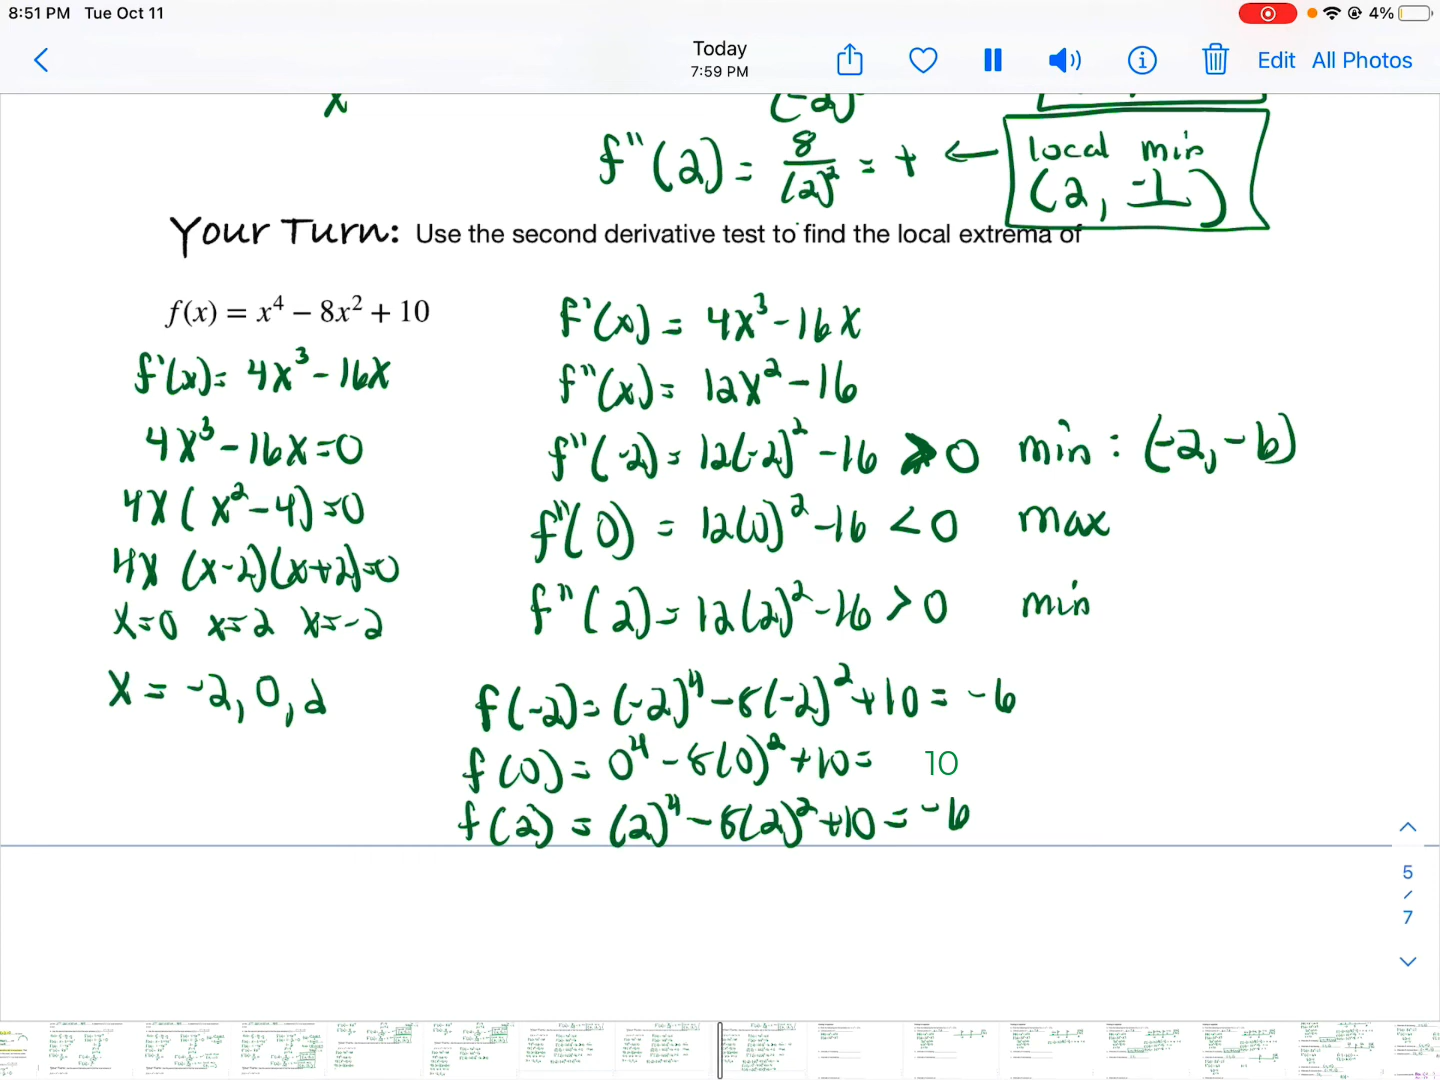 8:51 PM Tue Oct 11
4%
Today
7:59 PM
Edit All Photos
x
(-2)
f''(2) = 8/(2)² = + ← local min
(2, -1)
Your Turn: Use the second derivative test to find the local extrema of
f(x) = x⁴ − 8x² + 10
f'(x) = 4x³ - 16x
4x³ - 16x = 0
4x(x² - 4) = 0
4x (x-2)(x+2) = 0
x=0 x=2 x=-2
x = -2, 0, 2
f'(x) = 4x³ - 16x
f''(x) = 12x² - 16
f''(-2) = 12(-2)² - 16 > 0 min : (-2, -6)
f''(0) = 12(0)² - 16 < 0 max
f''(2) = 12(2)² - 16 > 0 min
f(-2) = (-2)⁴ - 8(-2)² + 10 = -6
f(0) = 0⁴ - 8(0)² + 10 = 10
f(2) = (2)⁴ - 8(2)² + 10 = -6
5
/
7